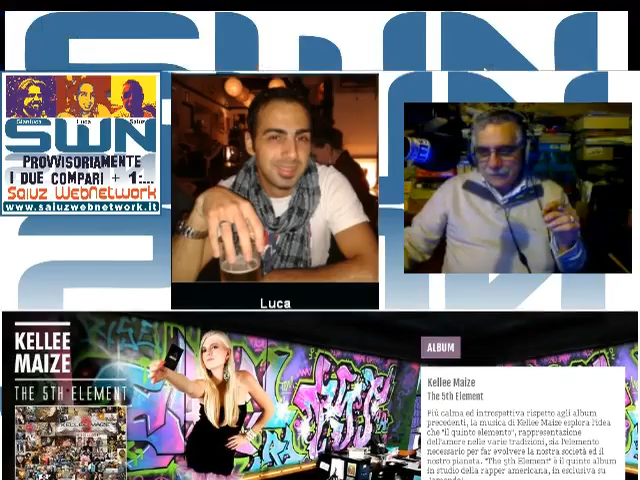 SWN
Gianluca Luca Saluz
SWN
PROVVISORIAMENTE
I DUE COMPARI + 1:...
Saluz WebNetwork
www.saluzwebnetwork.it
Luca
KELLEE
MAIZE
THE 5TH ELEMENT
ALBUM
Kellee Maize
The 5th Element
Più calma ed introspettiva rispetto agli album
precedenti, la musica di Kellee Maize esplora l'idea
che "il quinto elemento", rappresentazione
dell'amore nelle varie tradizioni, sia l'elemento
necessario per far evolvere la nostra società ed il
nostro pianeta. "The 5th Element" è il quinto album
in studio della rapper americana, in esclusiva su